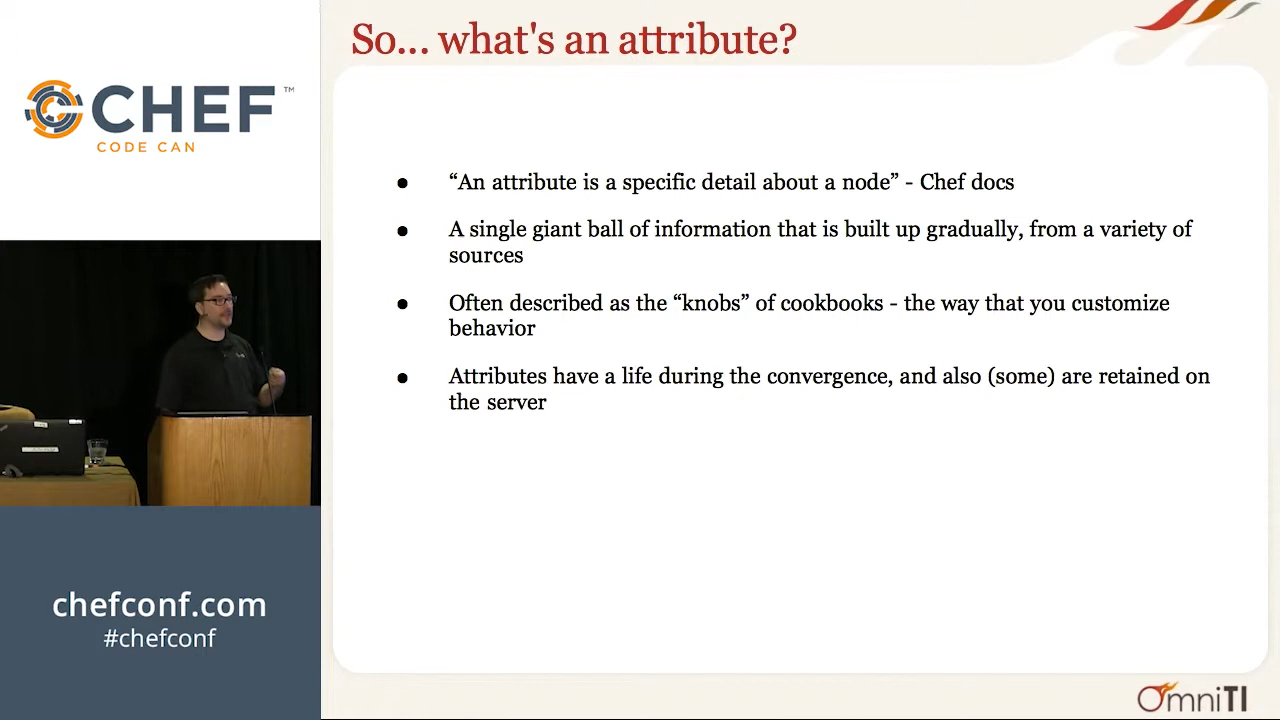 So... what's an attribute?
CHEF™
CODE CAN
● “An attribute is a specific detail about a node” - Chef docs
● A single giant ball of information that is built up gradually, from a variety of
sources
● Often described as the “knobs” of cookbooks - the way that you customize
behavior
● Attributes have a life during the convergence, and also (some) are retained on
the server
chefconf.com
#chefconf
OmniTI